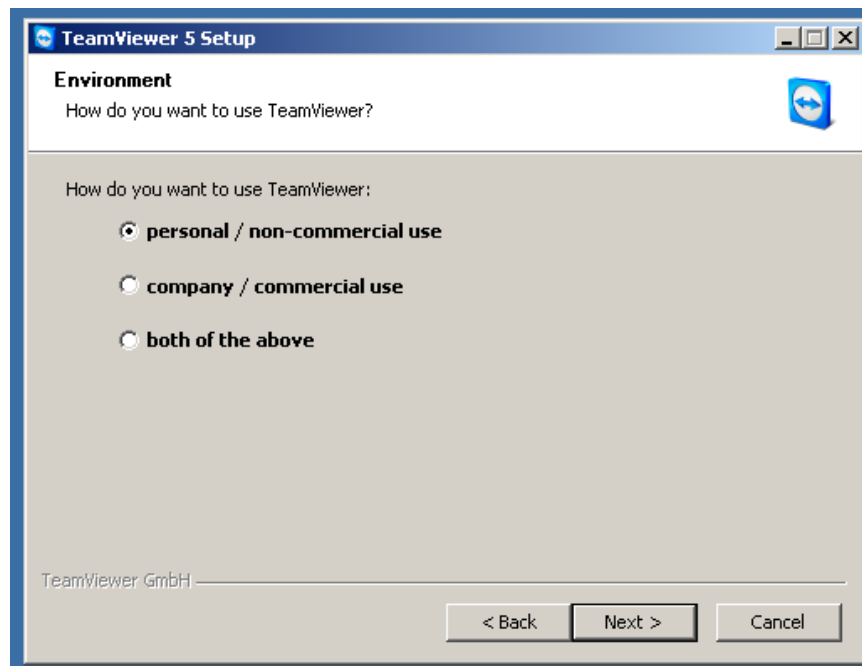 TeamViewer 5 Setup
Environment
How do you want to use TeamViewer?
How do you want to use TeamViewer:
personal / non-commercial use
company / commercial use
both of the above
TeamViewer GmbH
< Back
Next >
Cancel